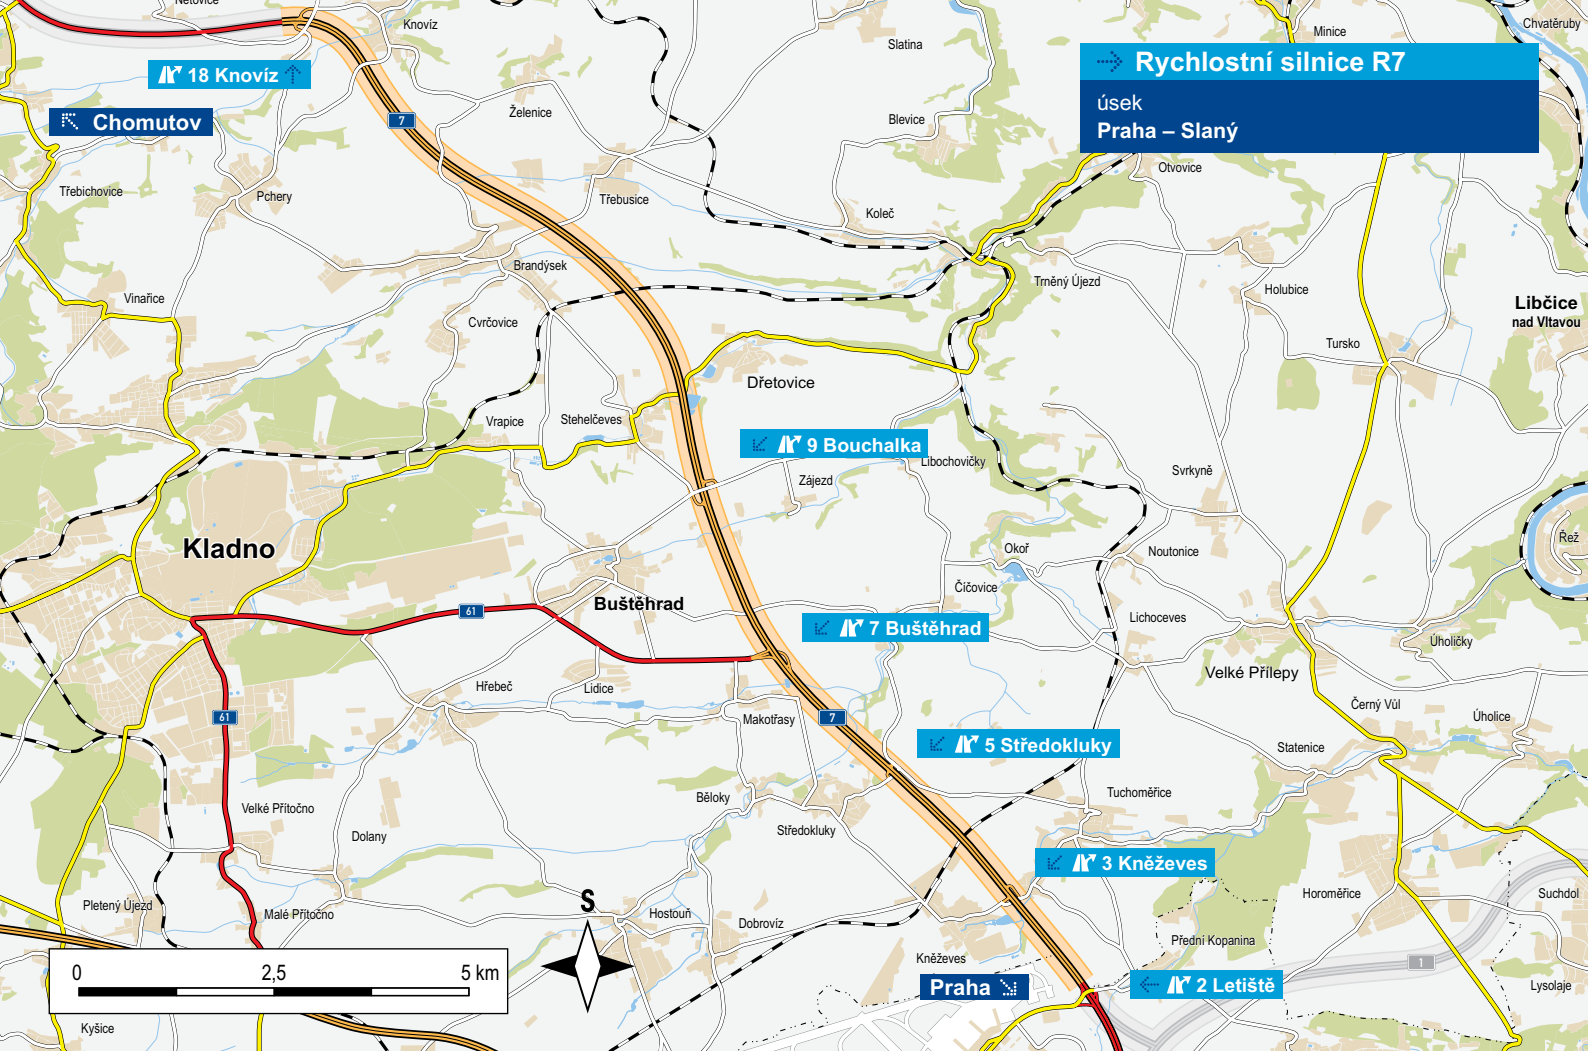 Netovice
Knovíz
Slatina
Minice
Chvatěruby
Rychlostní silnice R7
úsek
Praha – Slaný
18 Knovíz
Chomutov
7
Želenice
Blevice
Otvovice
Třebichovice
Pchery
Třebusice
Koleč
Brandýsek
Trněný Újezd
Holubice
Vinařice
Cvrčovice
Libčice
nad Vltavou
Tursko
Dřetovice
Vrapice
Stehelčeves
9 Bouchalka
Libochovičky
Zájezd
Svrkyně
Kladno
Okoř
Noutonice
Řež
Číčovice
61
Buštěhrad
7 Buštěhrad
Lichoceves
Úholičky
Velké Přílepy
Hřebeč
Lidice
61
Makotřasy
7
Černý Vůl
Úholice
5 Středokluky
Statenice
Běloky
Tuchoměřice
Velké Přítočno
Dolany
Středokluky
3 Kněževes
Horoměřice
Suchdol
Pletený Újezd
Malé Přítočno
S
Hostouň
Dobrovíz
Přední Kopanina
Kněževes
1
0
2,5
5 km
Praha
2 Letiště
Lysolaje
Kyšice